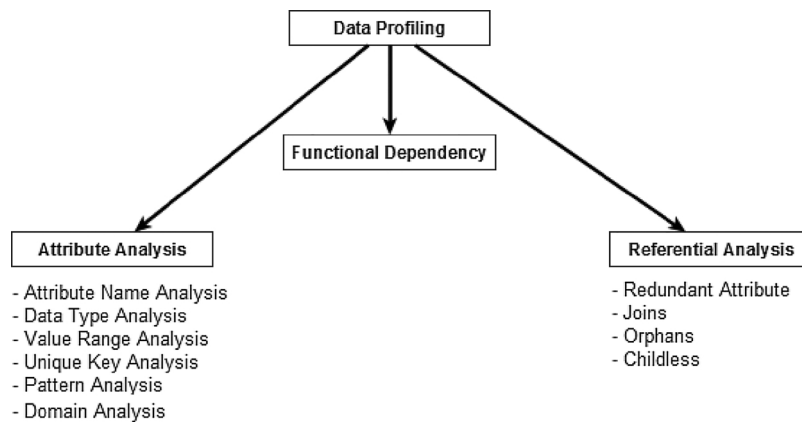 Data Profiling
Functional Dependency
Attribute Analysis
- Attribute Name Analysis
- Data Type Analysis
- Value Range Analysis
- Unique Key Analysis
- Pattern Analysis
- Domain Analysis
Referential Analysis
- Redundant Attribute
- Joins
- Orphans
- Childless